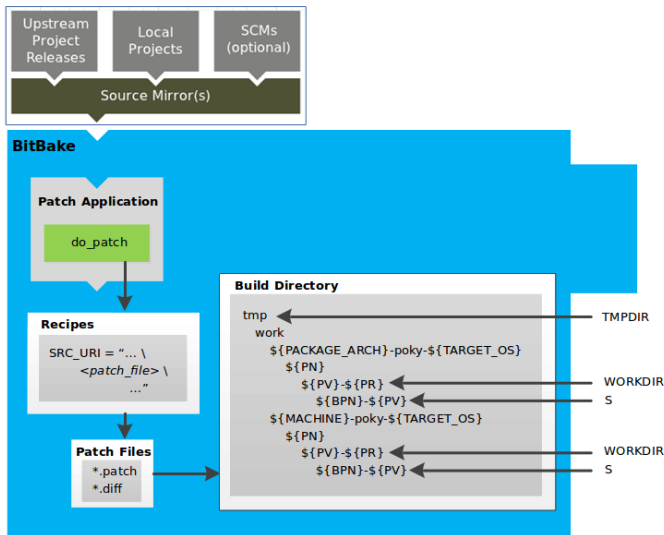 Upstream
Project
Releases
Local
Projects
SCMs
(optional)
Source Mirror(s)
BitBake
Patch Application
do_patch
Build Directory
tmp
TMPDIR
work
Recipes
SRC_URI = “... \
<patch_file> \
...”
${PACKAGE_ARCH}-poky-${TARGET_OS}
${PN}
${PV}-${PR}
WORKDIR
${BPN}-${PV}
S
${MACHINE}-poky-${TARGET_OS}
${PN}
${PV}-${PR}
WORKDIR
${BPN}-${PV}
S
Patch Files
*.patch
*.diff